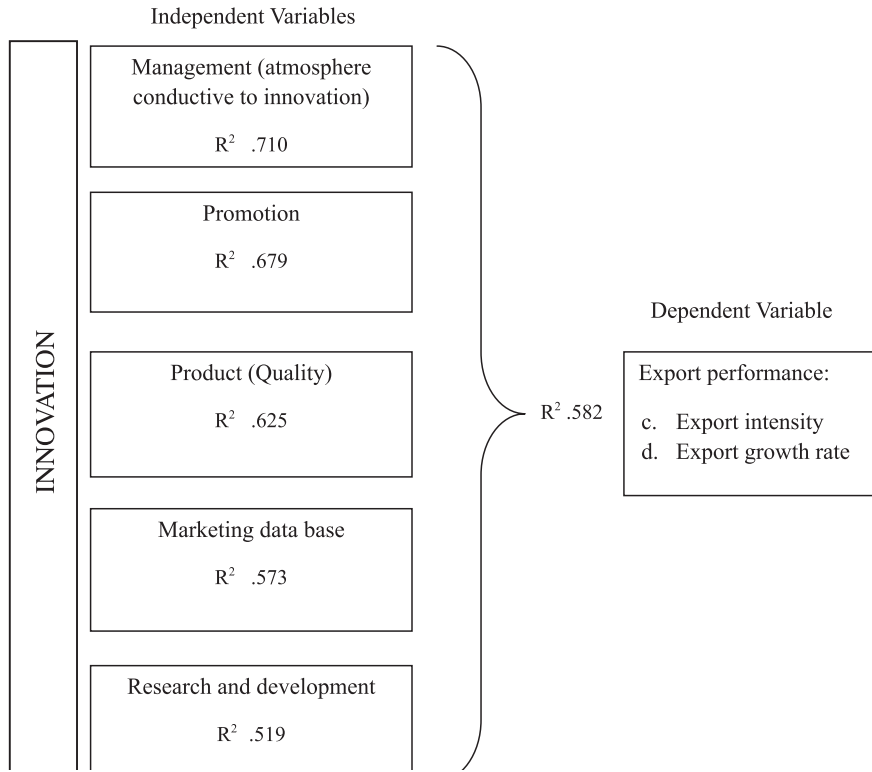 Independent Variables
INNOVATION
Management (atmosphere
conductive to innovation)
R² .710
Promotion
R² .679
Product (Quality)
R² .625
Marketing data base
R² .573
Research and development
R² .519
R² .582
Dependent Variable
Export performance:
c. Export intensity
d. Export growth rate